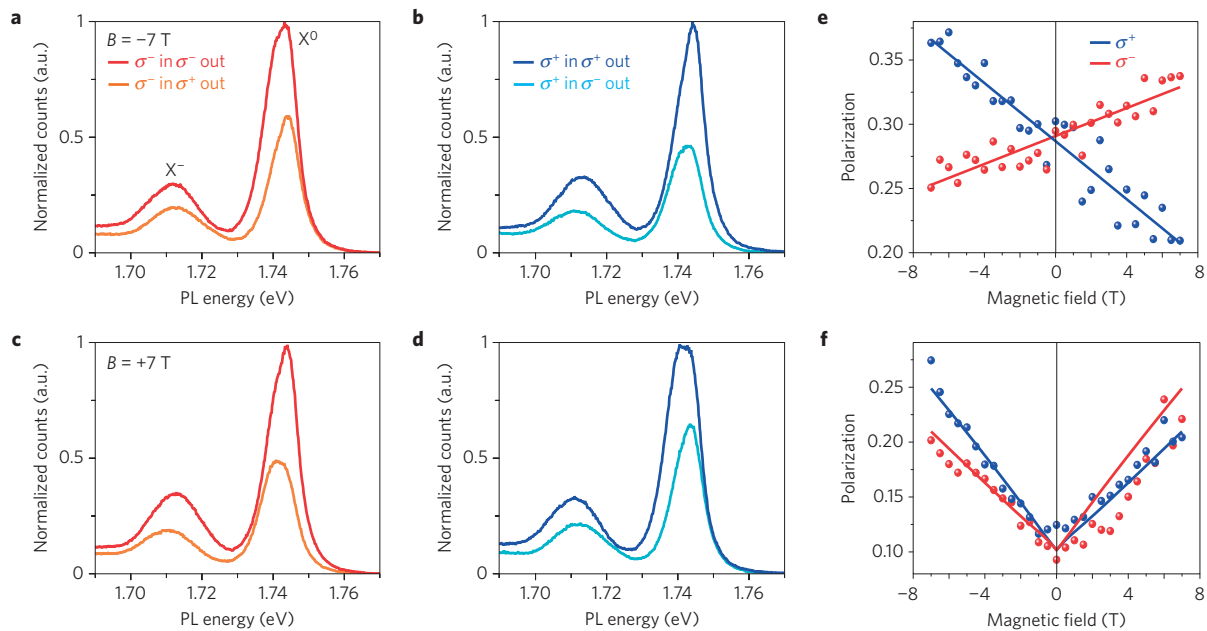 a
B = −7 T
σ− in σ− out
σ− in σ+ out
X0
X−
1
0.5
0
Normalized counts (a.u.)
1.70
1.72
1.74
1.76
PL energy (eV)
b
σ+ in σ+ out
σ+ in σ− out
1
0.5
0
Normalized counts (a.u.)
1.70
1.72
1.74
1.76
PL energy (eV)
e
σ+
σ−
0.35
0.30
0.25
0.20
Polarization
−8
−4
0
4
8
Magnetic field (T)
c
B = +7 T
1
0.5
0
Normalized counts (a.u.)
1.70
1.72
1.74
1.76
PL energy (eV)
d
1
0.5
0
Normalized counts (a.u.)
1.70
1.72
1.74
1.76
PL energy (eV)
f
0.25
0.20
0.15
0.10
Polarization
−8
−4
0
4
8
Magnetic field (T)